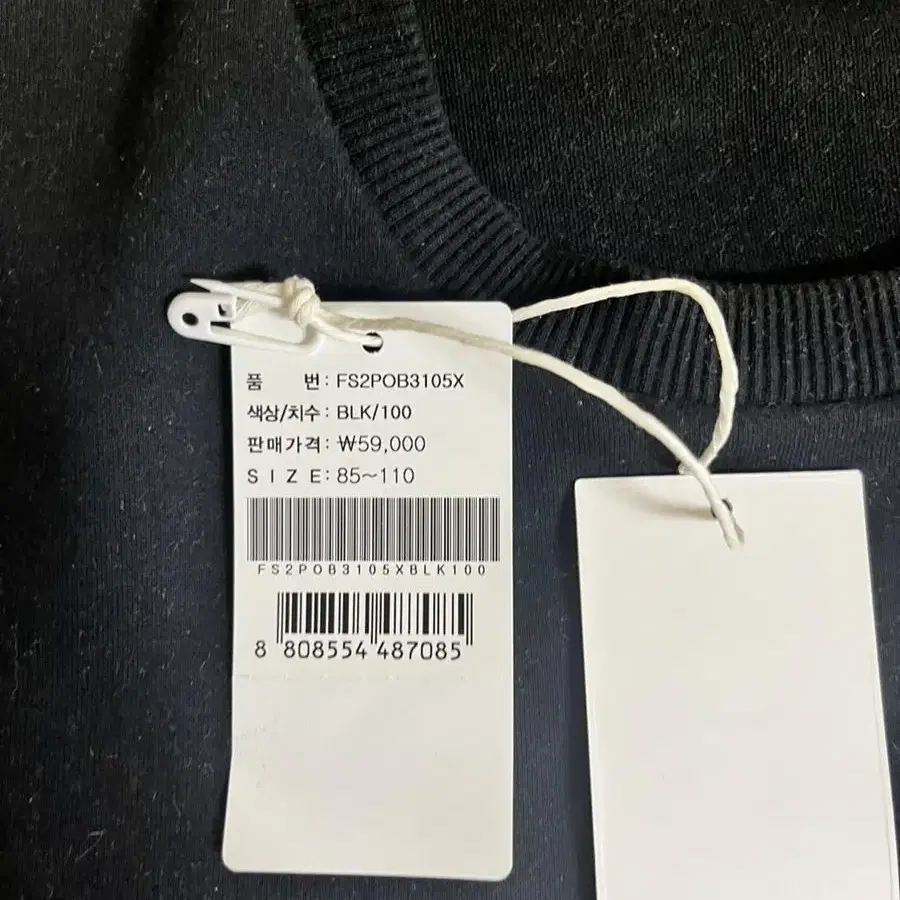 품 번: FS2POB3105X
색상/치수: BLK/100
판매가격: ₩59,000
SIZE: 85~110
FS2POB3105XBLK100
8 808554 487085